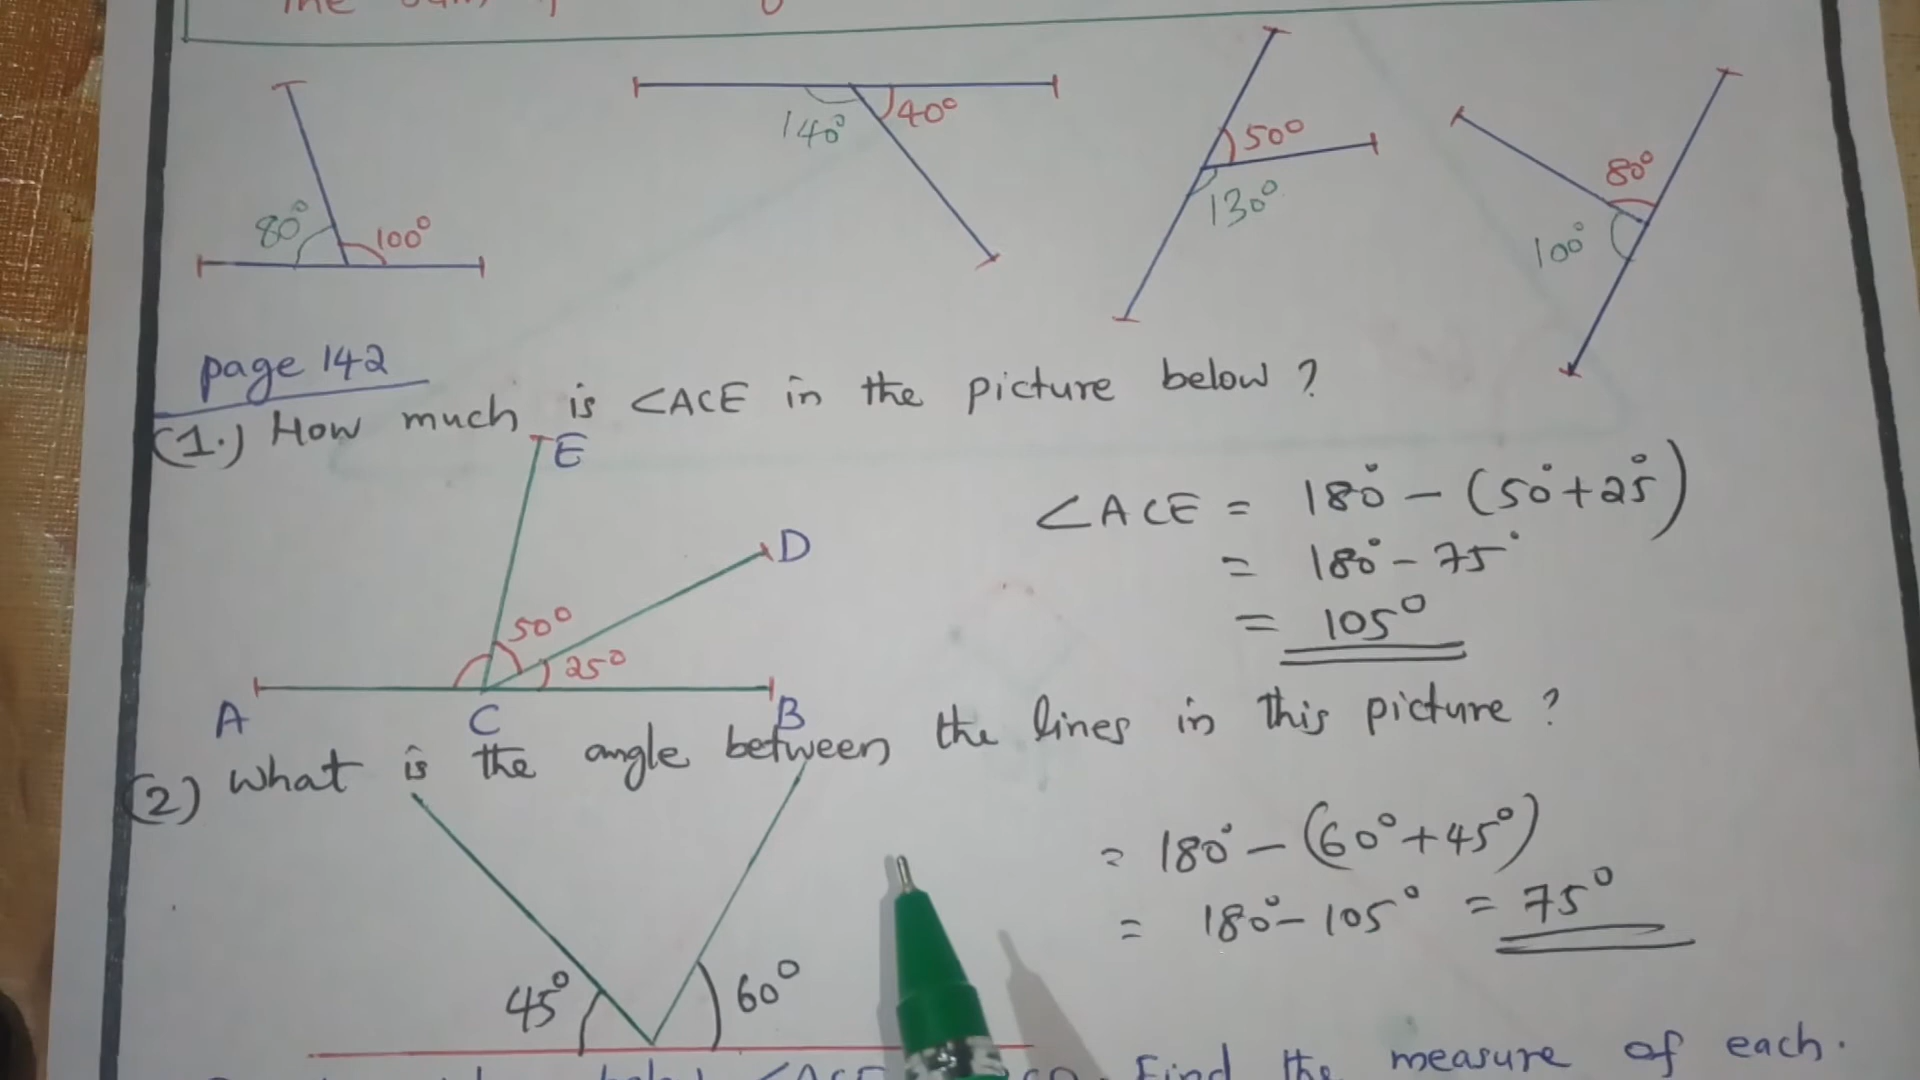 80° 100°
140° 40°
50°
130°
80°
100°
page 142
(1.) How much is ∠ACE in the picture below ?
E
D
50°
25°
A C B
∠ACE = 180° - (50° + 25°)
= 180° - 75°
= 105°
(2) What is the angle between the lines in this picture ?
45° 60°
= 180° - (60° + 45°)
= 180° - 105° = 75°
Find the measure of each.